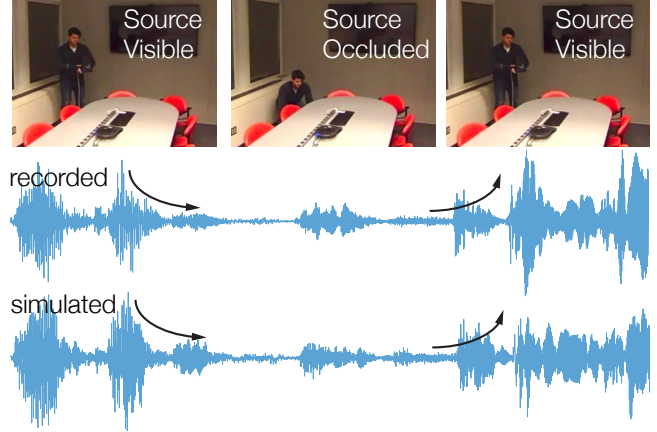 Source
Visible
Source
Occluded
Source
Visible
recorded
simulated